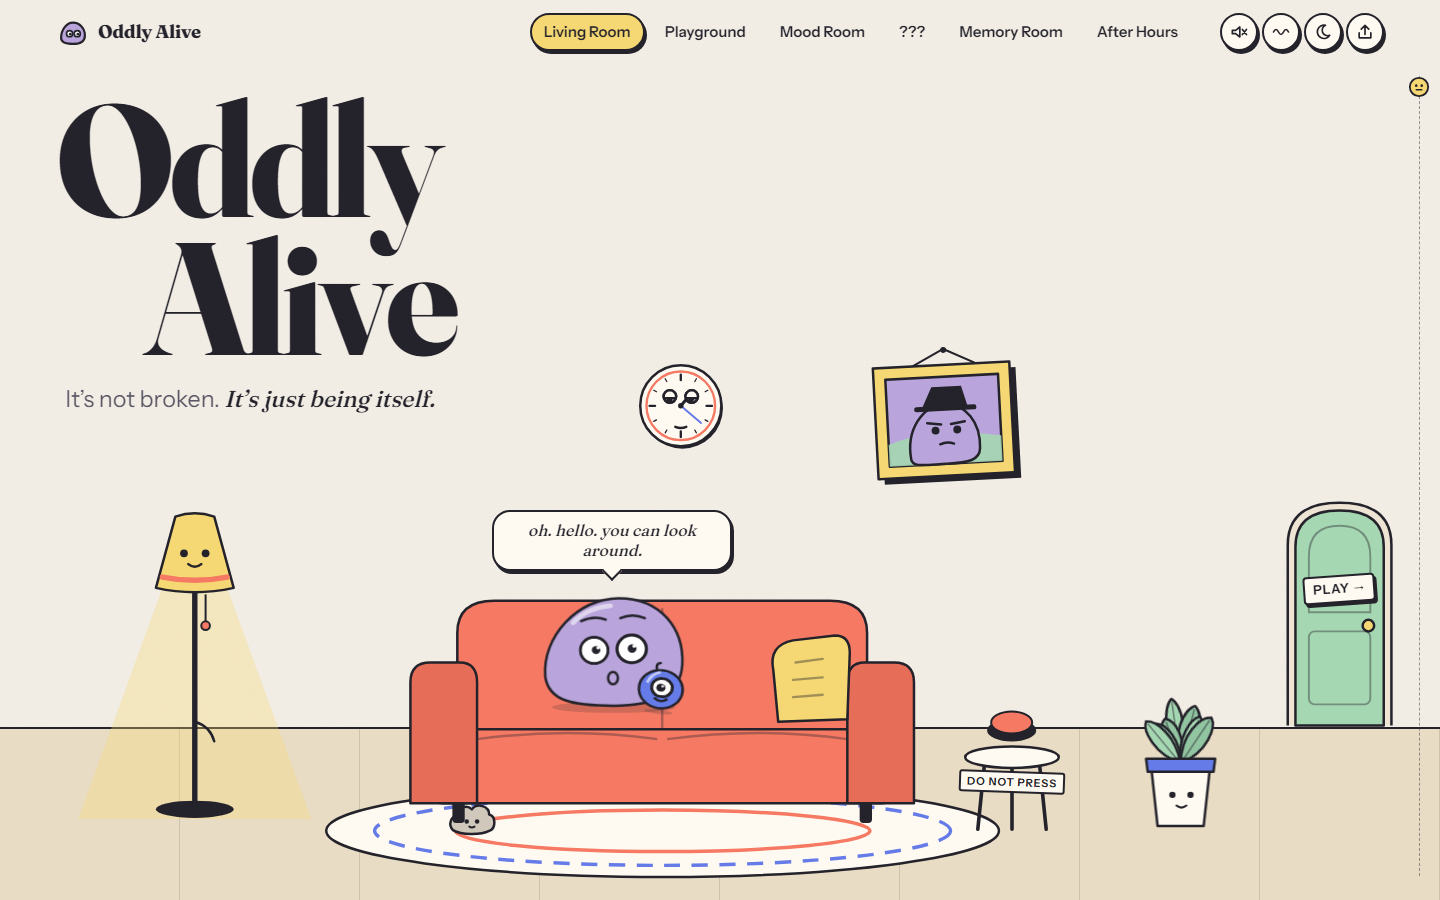 Oddly Alive
Living Room
Playground
Mood Room
???
Memory Room
After Hours
Oddly
Alive
It’s not broken. It’s just being itself.
oh. hello. you can look
around.
PLAY →
DO NOT PRESS